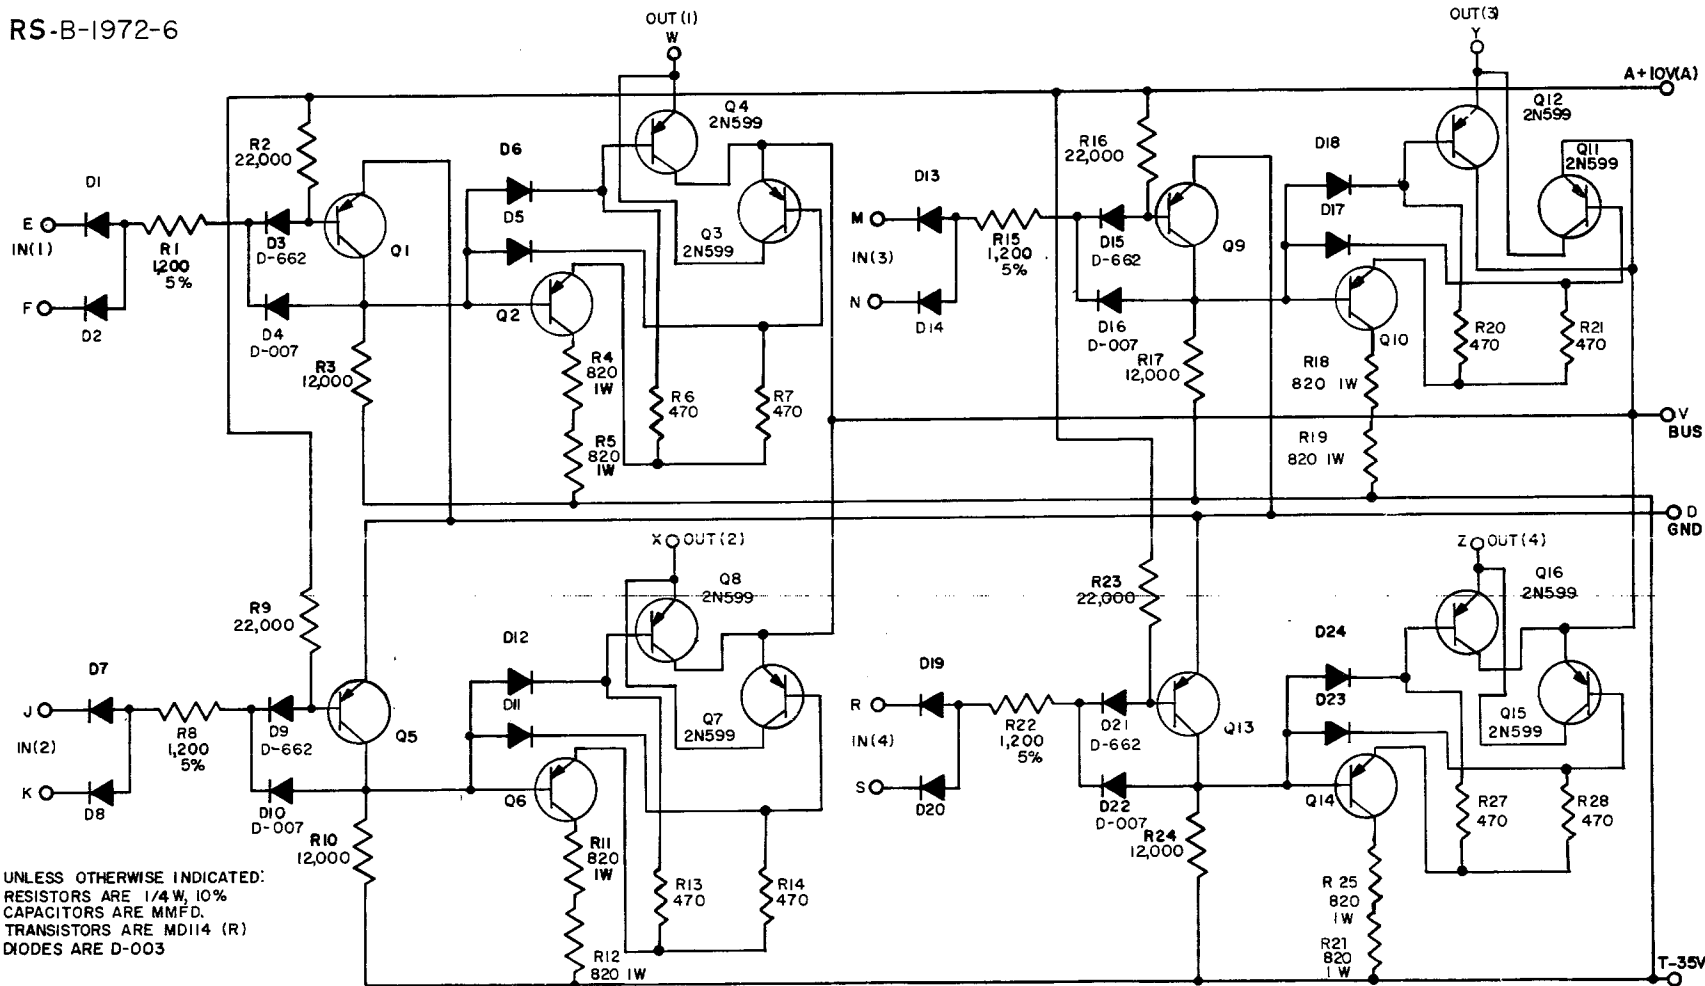 RS-B-1972-6
OUT (1)
W
OUT(3)
Y
A+10V(A)
Q4
2N599
Q12
2N599
R2
22,000
D6
R16
22,000
D18
Q11
2N599
D1
D13
E
IN(1)
F
D2
R1
1,200
5%
D3
D-662
Q1
D5
Q3
2N599
M
IN(3)
N
D14
R15
1,200
5%
D15
D-662
Q9
D17
D4
D-007
Q2
D16
D-007
Q10
R3
12,000
R4
820
1W
R6
470
R7
470
R17
12,000
R18
820 1W
R20
470
R21
470
R5
820
1W
R19
820 1W
V
BUS
D
GND
X OUT(2)
Z OUT(4)
Q8
2N599
Q16
2N599
R9
22,000
D12
R23
22,000
D24
D7
D19
J
IN(2)
K
D8
R8
1,200
5%
D9
D-662
Q5
D11
Q7
2N599
R
IN(4)
S
D20
R22
1,200
5%
D21
D-662
Q13
D23
Q15
2N599
D10
D-007
Q6
D22
D-007
Q14
R10
12,000
R11
820
1W
R13
470
R14
470
R24
12,000
R27
470
R28
470
R 25
820
1W
R12
820 1W
R21
820
1W
T-35V
UNLESS OTHERWISE INDICATED:
RESISTORS ARE 1/4 W, 10%
CAPACITORS ARE MMFD.
TRANSISTORS ARE MD114 (R)
DIODES ARE D-003